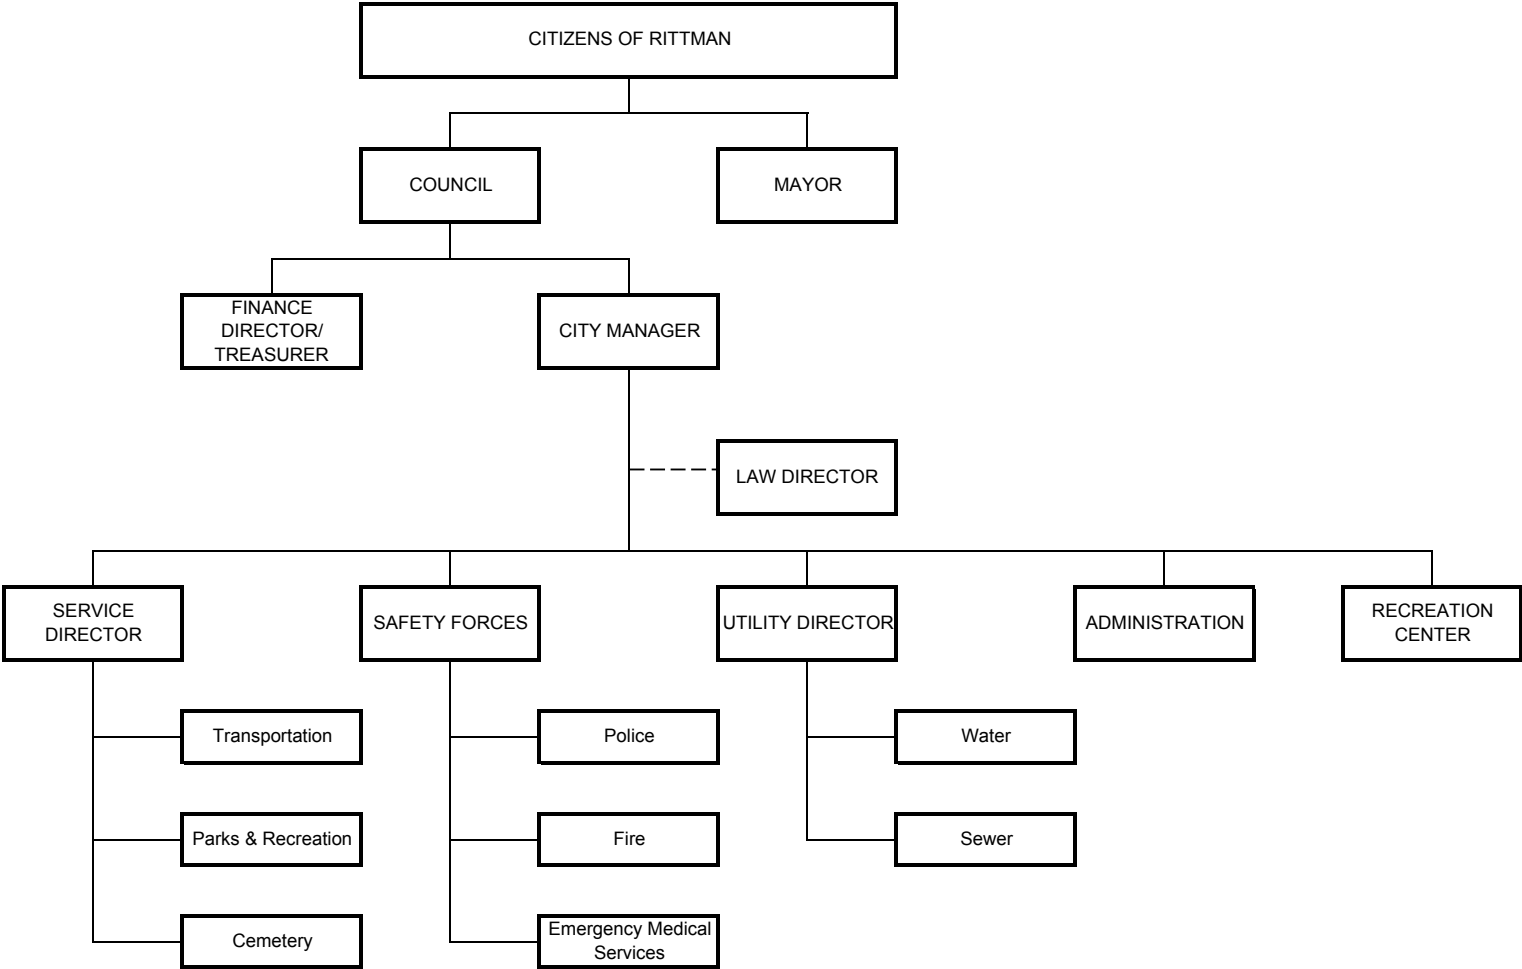 CITIZENS OF RITTMAN
COUNCIL
MAYOR
FINANCE
DIRECTOR/
TREASURER
CITY MANAGER
LAW DIRECTOR
SERVICE
DIRECTOR
SAFETY FORCES
UTILITY DIRECTOR
ADMINISTRATION
RECREATION
CENTER
Transportation
Police
Water
Parks & Recreation
Fire
Sewer
Cemetery
Emergency Medical
Services